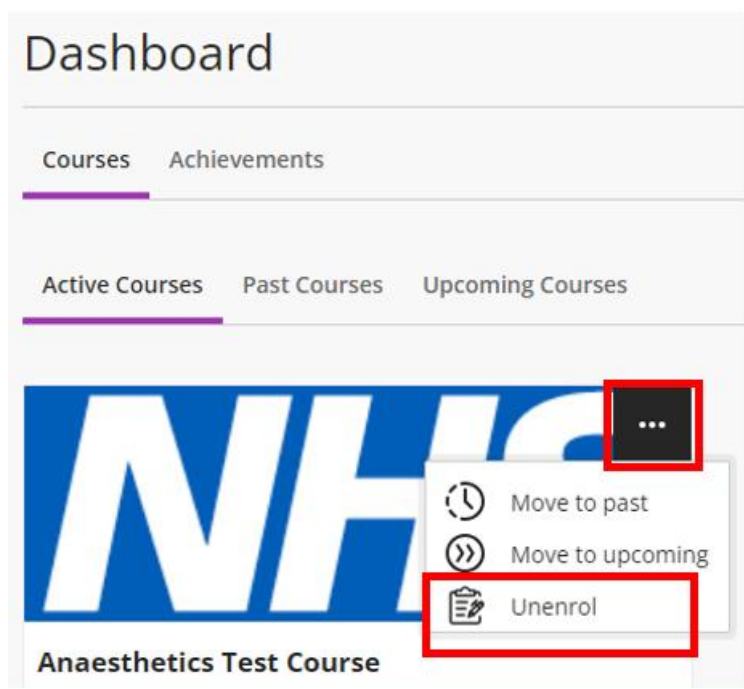 Dashboard
Courses Achievements
Active Courses Past Courses Upcoming Courses
NHS
...
Move to past
Move to upcoming
Unenrol
Anaesthetics Test Course